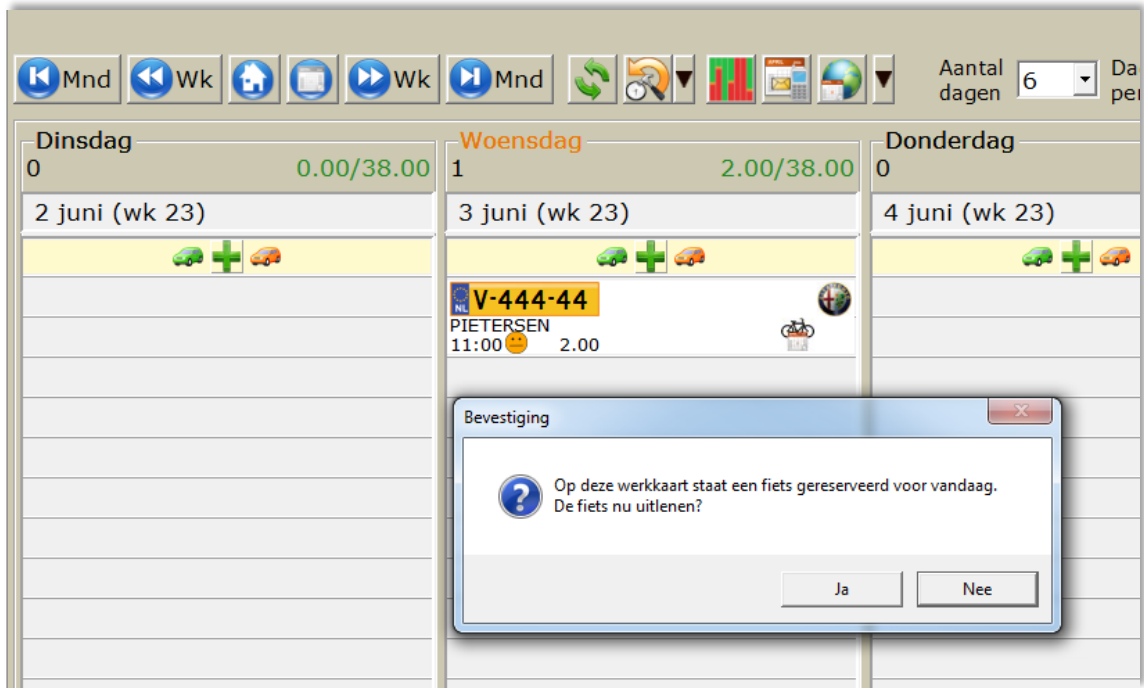 Mnd Wk Wk Mnd Aantal dagen 6
Dinsdag Woensdag Donderdag
0 0.00/38.00 1 2.00/38.00 0
2 juni (wk 23) 3 juni (wk 23) 4 juni (wk 23)
NL V-444-44
PIETERSEN
11:00 2.00
Bevestiging
Op deze werkkaart staat een fiets gereserveerd voor vandaag.
De fiets nu uitlenen?
Ja Nee